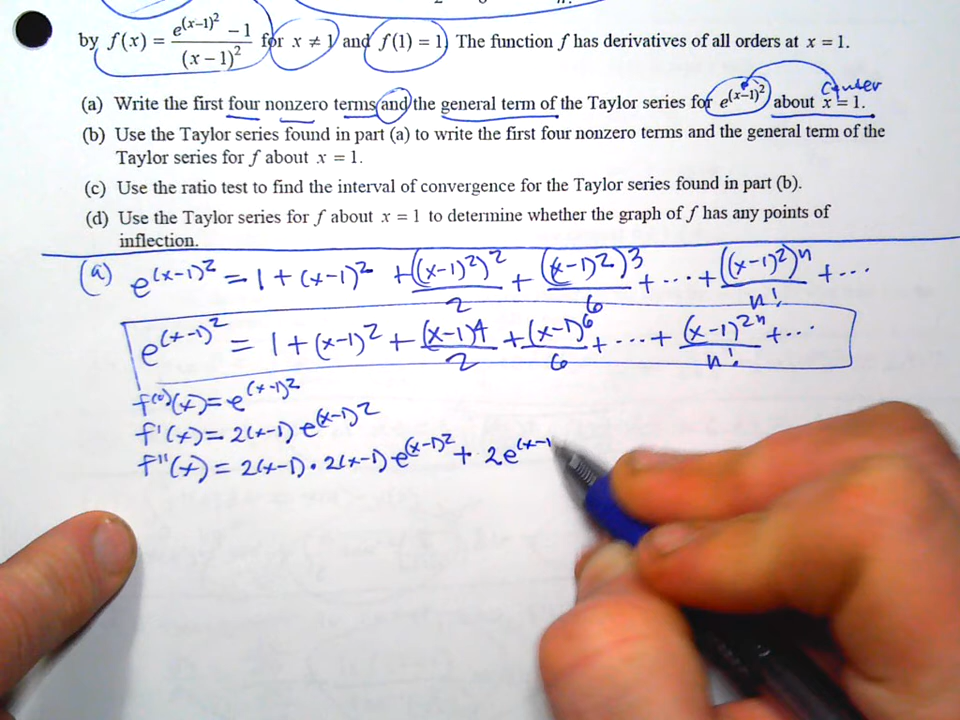 by f(x) = (e^{(x−1)^2} − 1)/(x − 1)^2 for x ≠ 1 and f(1) = 1. The function f has derivatives of all orders at x = 1.
center
(a) Write the first four nonzero terms and the general term of the Taylor series for e^{(x−1)^2} about x = 1.
(b) Use the Taylor series found in part (a) to write the first four nonzero terms and the general term of the
Taylor series for f about x = 1.
(c) Use the ratio test to find the interval of convergence for the Taylor series found in part (b).
(d) Use the Taylor series for f about x = 1 to determine whether the graph of f has any points of
inflection.
(a) e^{(x-1)^2} = 1 + (x-1)^2 + ((x-1)^2)^2/2 + ((x-1)^2)^3/6 + ... + ((x-1)^2)^n/n! + ...
e^{(x-1)^2} = 1 + (x-1)^2 + (x-1)^4/2 + (x-1)^6/6 + ... + (x-1)^{2n}/n! + ...
f^{(0)}(x) = e^{(x-1)^2}
f'(x) = 2(x-1) e^{(x-1)^2}
f''(x) = 2(x-1) · 2(x-1) e^{(x-1)^2} + 2e^{(x-1